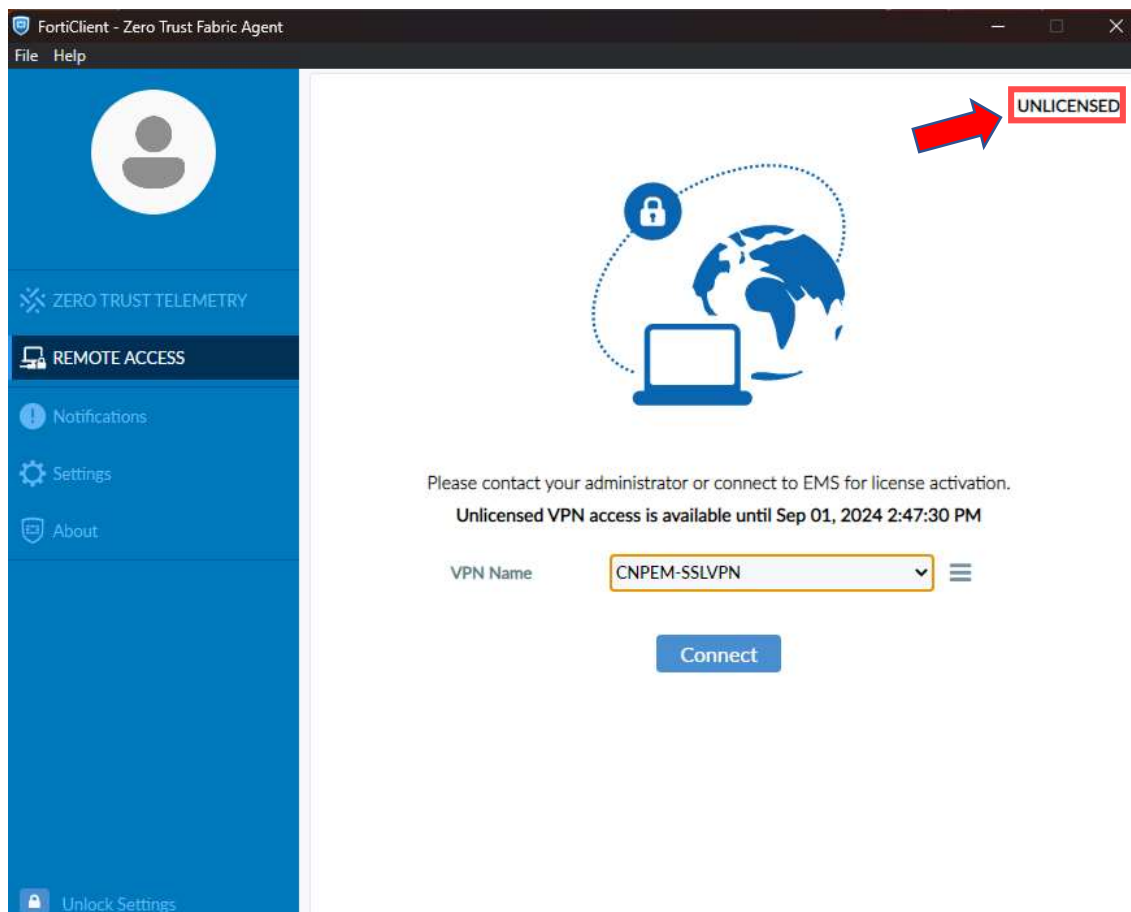 FortiClient - Zero Trust Fabric Agent
File Help
UNLICENSED
ZERO TRUST TELEMETRY
REMOTE ACCESS
Notifications
Settings
About
Please contact your administrator or connect to EMS for license activation.
Unlicensed VPN access is available until Sep 01, 2024 2:47:30 PM
VPN Name CNPEM-SSLVPN
Connect
Unlock Settings